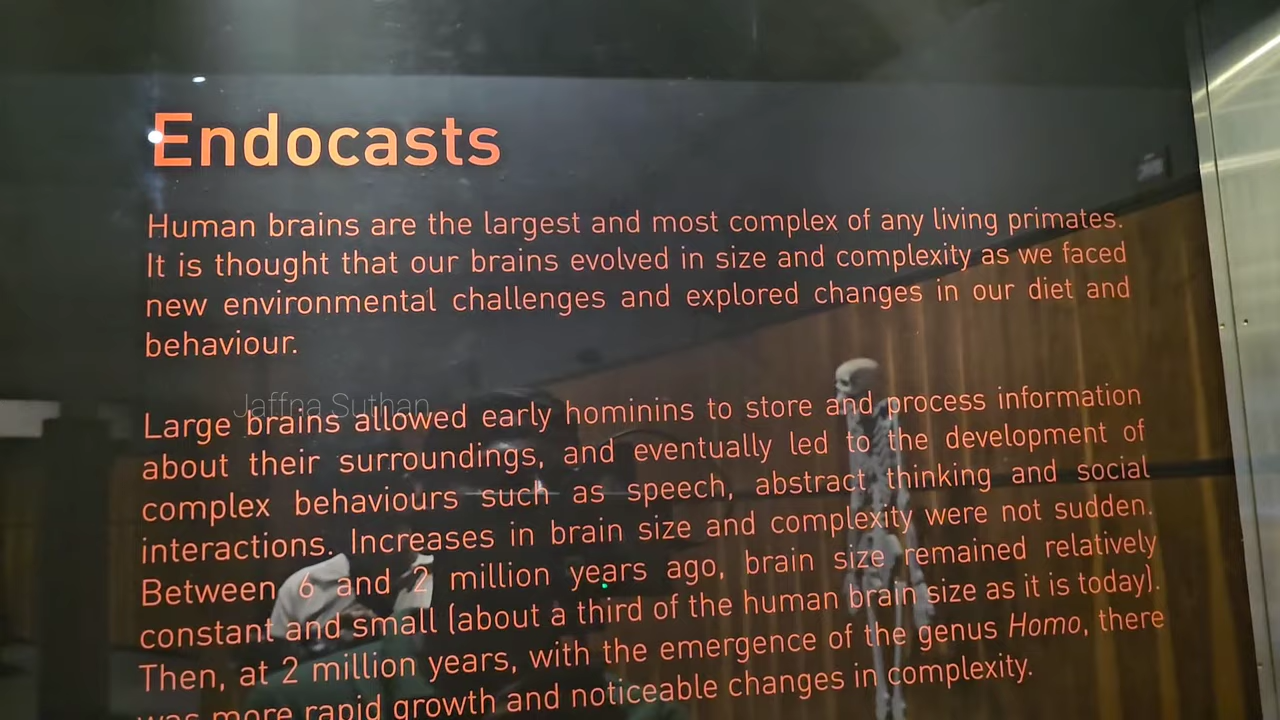 Endocasts
Human brains are the largest and most complex of any living primates.
It is thought that our brains evolved in size and complexity as we faced
new environmental challenges and explored changes in our diet and
behaviour.
Jaffna Suthan
Large brains allowed early hominins to store and process information
about their surroundings, and eventually led to the development of
complex behaviours such as speech, abstract thinking and social
interactions. Increases in brain size and complexity were not sudden.
Between 6 and 2 million years ago, brain size remained relatively
constant and small (about a third of the human brain size as it is today).
Then, at 2 million years, with the emergence of the genus Homo, there
was more rapid growth and noticeable changes in complexity.